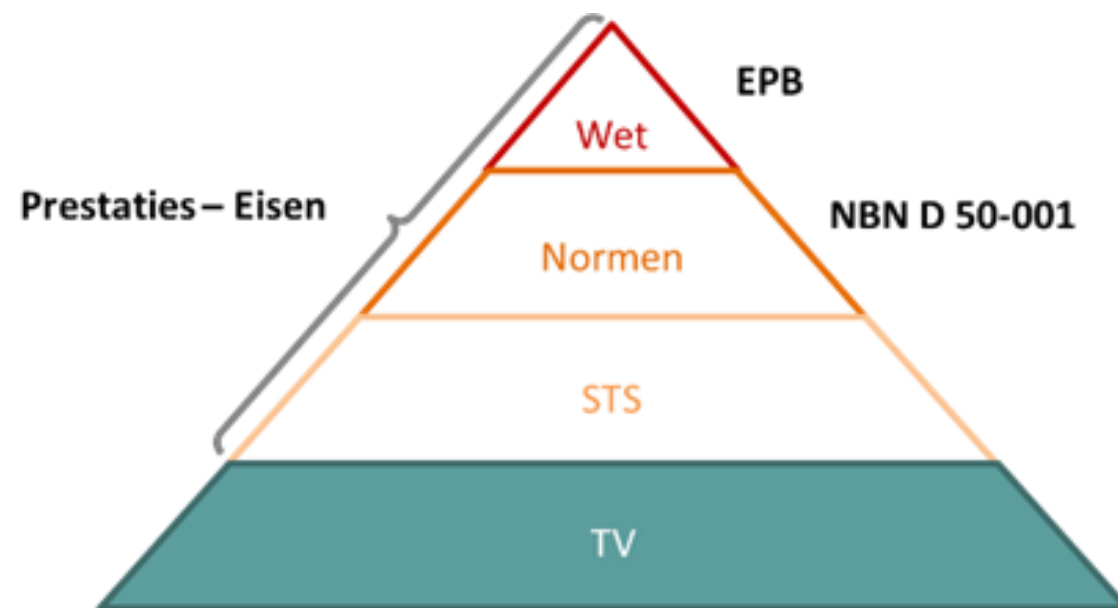 EPB
Wet
Prestaties – Eisen
NBN D 50-001
Normen
STS
TV